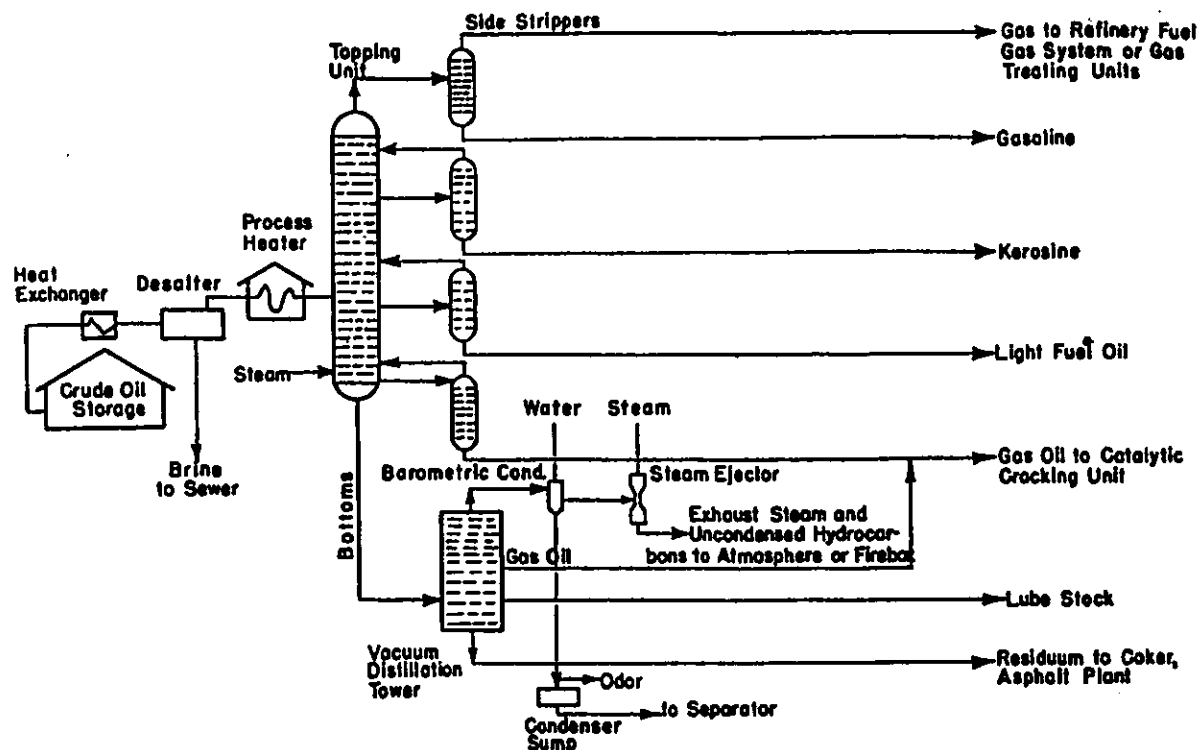 Side Strippers
Gas to Refinery Fuel
Gas System or Gas
Treating Units
Topping
Unit
Gasoline
Process
Heater
Kerosine
Heat
Exchanger
Desalter
Light Fuel Oil
Steam
Crude Oil
Storage
Water
Steam
Brine
to Sewer
Barometric Cond.
Steam Ejector
Gas Oil to Catalytic
Crocking Unit
Bottoms
Exhaust Steam and
Uncondensed Hydrocar-
bons to Atmosphere or Firebox
Gas Oil
Lube Stock
Vacuum
Distillation
Tower
Residuum to Coker,
Asphalt Plant
Odor
to Separator
Condenser
Sump